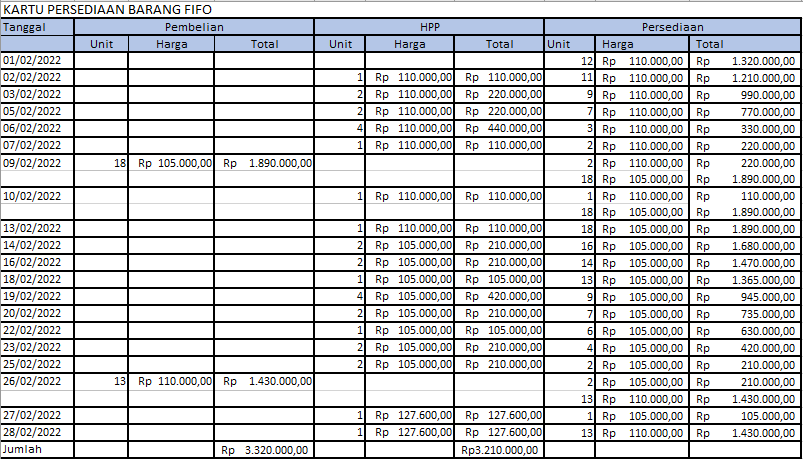 KARTU PERSEDIAAN BARANG FIFO
Tanggal Pembelian HPP Persediaan
Unit Harga Total Unit Harga Total Unit Harga Total
01/02/2022 12 Rp 110.000,00 Rp 1.320.000,00
02/02/2022 1 Rp 110.000,00 Rp 110.000,00 11 Rp 110.000,00 Rp 1.210.000,00
03/02/2022 2 Rp 110.000,00 Rp 220.000,00 9 Rp 110.000,00 Rp 990.000,00
05/02/2022 2 Rp 110.000,00 Rp 220.000,00 7 Rp 110.000,00 Rp 770.000,00
06/02/2022 4 Rp 110.000,00 Rp 440.000,00 3 Rp 110.000,00 Rp 330.000,00
07/02/2022 1 Rp 110.000,00 Rp 110.000,00 2 Rp 110.000,00 Rp 220.000,00
09/02/2022 18 Rp 105.000,00 Rp 1.890.000,00 2 Rp 110.000,00 Rp 220.000,00
18 Rp 105.000,00 Rp 1.890.000,00
10/02/2022 1 Rp 110.000,00 Rp 110.000,00 1 Rp 110.000,00 Rp 110.000,00
18 Rp 105.000,00 Rp 1.890.000,00
13/02/2022 1 Rp 110.000,00 Rp 110.000,00 18 Rp 105.000,00 Rp 1.890.000,00
14/02/2022 2 Rp 105.000,00 Rp 210.000,00 16 Rp 105.000,00 Rp 1.680.000,00
16/02/2022 2 Rp 105.000,00 Rp 210.000,00 14 Rp 105.000,00 Rp 1.470.000,00
18/02/2022 1 Rp 105.000,00 Rp 105.000,00 13 Rp 105.000,00 Rp 1.365.000,00
19/02/2022 4 Rp 105.000,00 Rp 420.000,00 9 Rp 105.000,00 Rp 945.000,00
20/02/2022 2 Rp 105.000,00 Rp 210.000,00 7 Rp 105.000,00 Rp 735.000,00
22/02/2022 1 Rp 105.000,00 Rp 105.000,00 6 Rp 105.000,00 Rp 630.000,00
23/02/2022 2 Rp 105.000,00 Rp 210.000,00 4 Rp 105.000,00 Rp 420.000,00
25/02/2022 2 Rp 105.000,00 Rp 210.000,00 2 Rp 105.000,00 Rp 210.000,00
26/02/2022 13 Rp 110.000,00 Rp 1.430.000,00 2 Rp 105.000,00 Rp 210.000,00
13 Rp 110.000,00 Rp 1.430.000,00
27/02/2022 1 Rp 127.600,00 Rp 127.600,00 1 Rp 105.000,00 Rp 105.000,00
28/02/2022 1 Rp 127.600,00 Rp 127.600,00 13 Rp 110.000,00 Rp 1.430.000,00
Jumlah Rp 3.320.000,00 Rp3.210.000,00